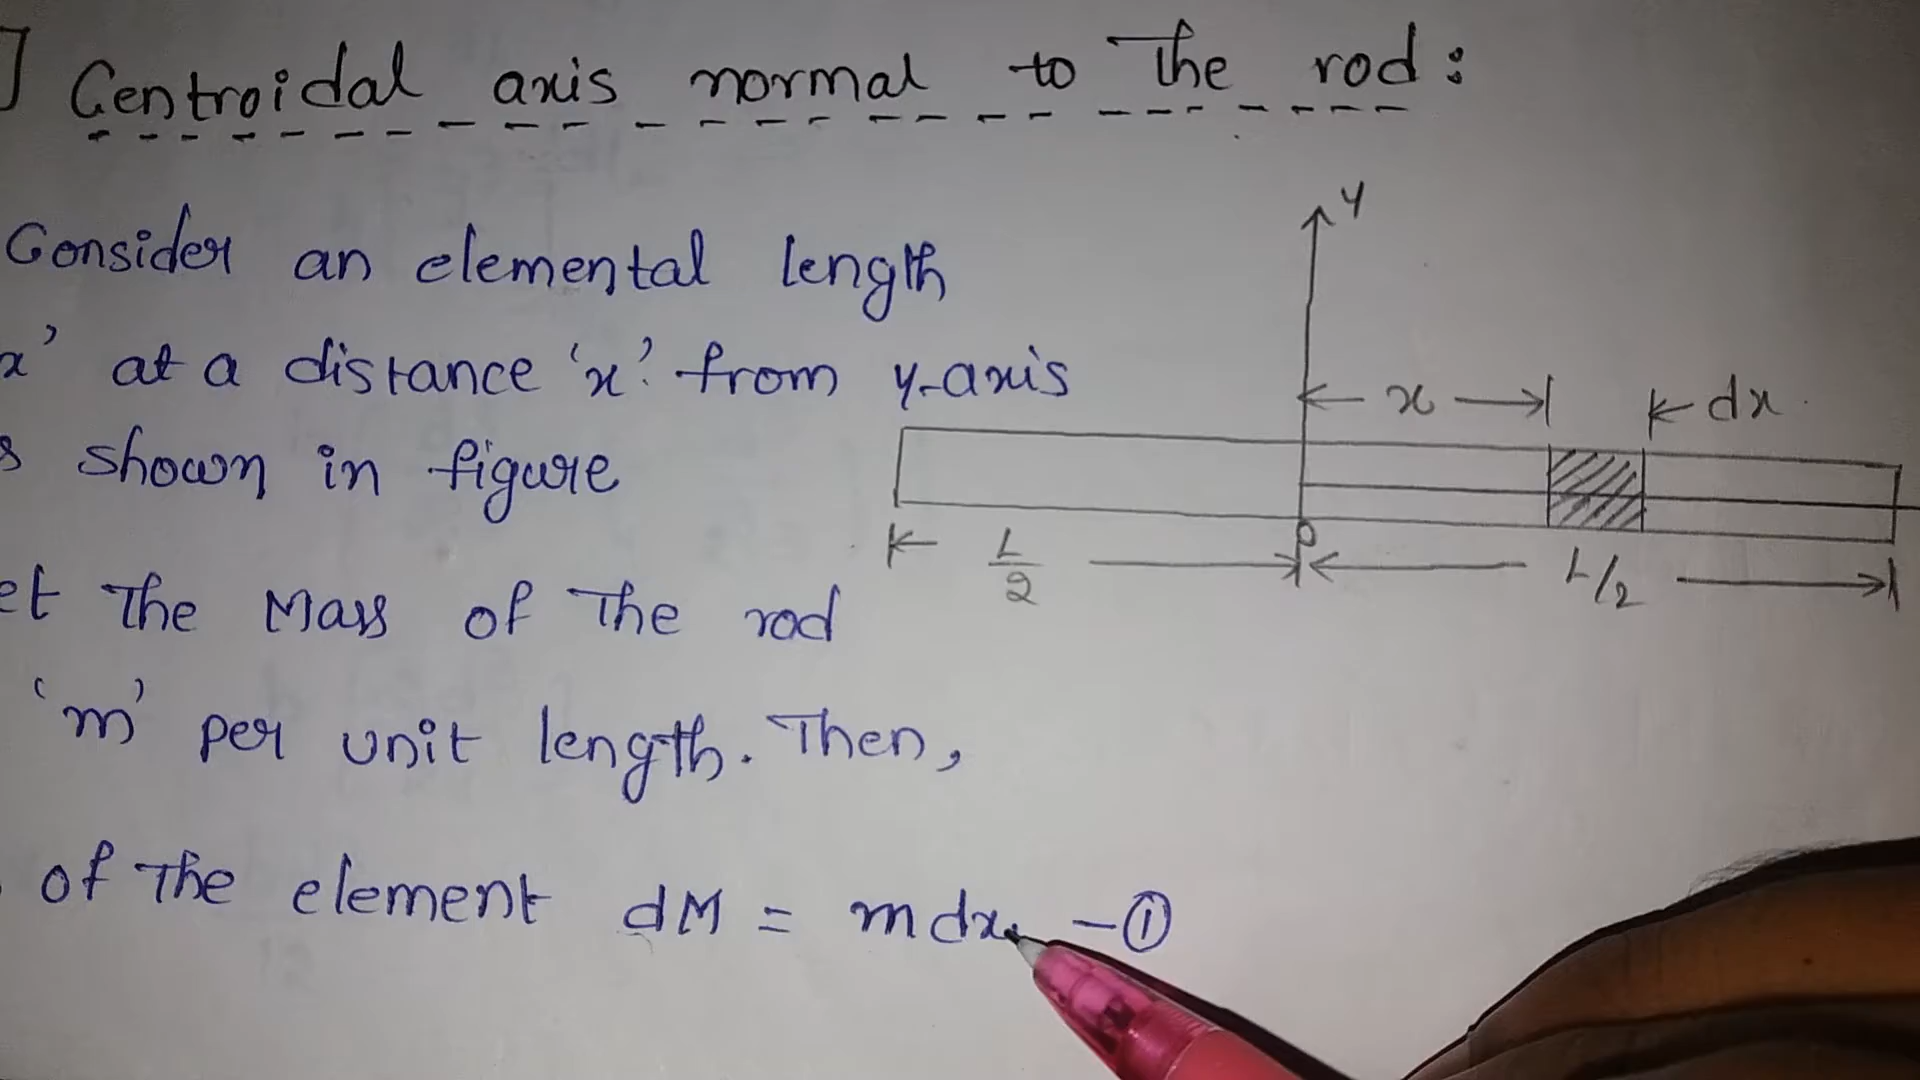 ] Centroidal axis normal to The rod:
Consider an elemental length
x' at a distance 'x' from y-axis
s shown in figure
et The Mass of The rod
'm' per unit length. Then,
of The element dM = m dx. - ①
Y
x
dx
L/2
O
L/2